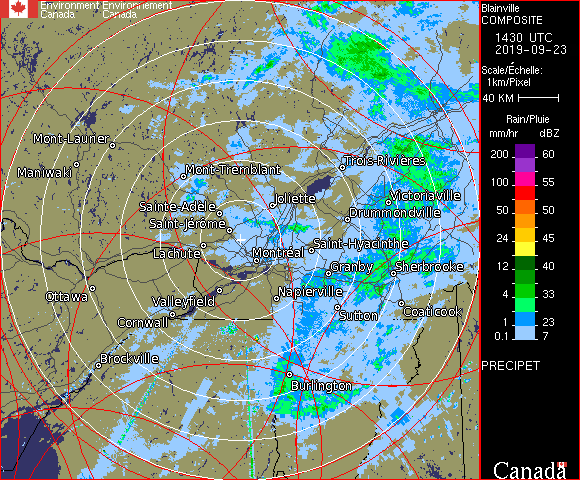 Environment Environnement
Canada Canada
Blainville
COMPOSITE
1430 UTC
2019-09-23
Scale/Échelle:
1km/Pixel
40 KM
Rain/Pluie
mm/hr dBZ
200 60
100 55
50 50
24 45
12 40
4 33
1 23
0.1 7
PRECIPET
Canada
Mont-Laurier
Maniwaki
Mont-Tremblant
Trois-Rivières
Sainte-Adèle
Joliette
Victoriaville
Saint-Jérôme
Drummondville
Lachute
Montréal
Saint-Hyacinthe
Granby
Sherbrooke
Ottawa
Valleyfield
Napierville
Cornwall
Sutton
Coaticook
Brockville
Burlington